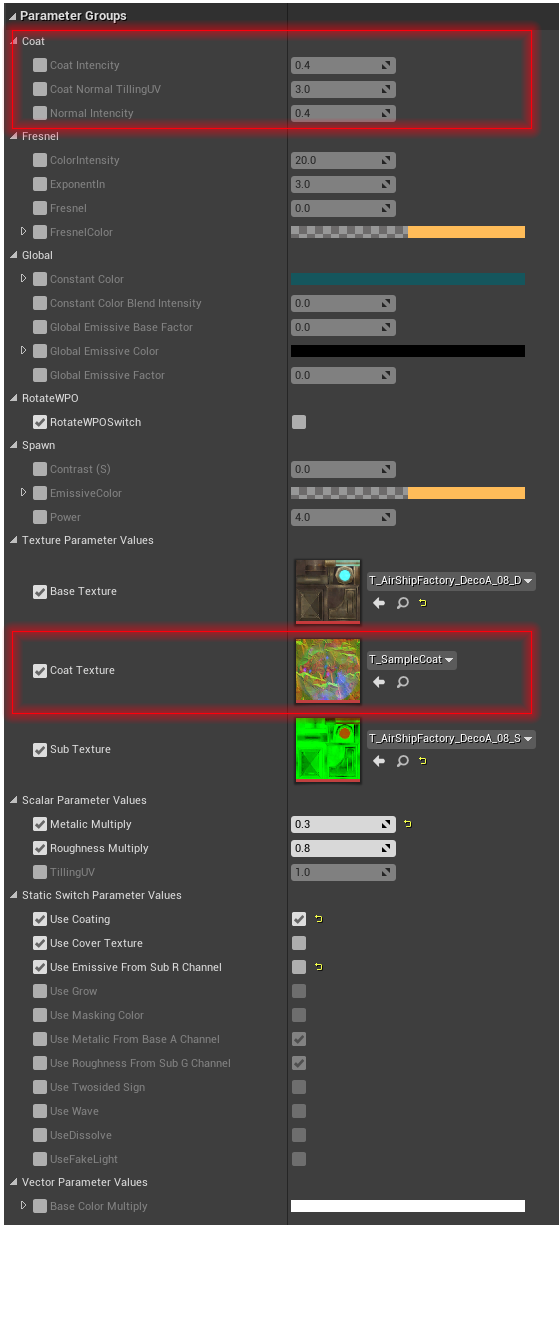 Parameter Groups
Coat
Coat Intencity 0.4
Coat Normal TillingUV 3.0
Normal Intencity 0.4
Fresnel
ColorIntensity 20.0
ExponentIn 3.0
Fresnel 0.0
FresnelColor
Global
Constant Color
Constant Color Blend Intensity 0.0
Global Emissive Base Factor 0.0
Global Emissive Color
Global Emissive Factor 0.0
RotateWPO
RotateWPOSwitch
Spawn
Contrast (S) 0.0
EmissiveColor
Power 4.0
Texture Parameter Values
Base Texture T_AirShipFactory_DecoA_08_D
Coat Texture T_SampleCoat
Sub Texture T_AirShipFactory_DecoA_08_S
Scalar Parameter Values
Metalic Multiply 0.3
Roughness Multiply 0.8
TillingUV 1.0
Static Switch Parameter Values
Use Coating
Use Cover Texture
Use Emissive From Sub R Channel
Use Grow
Use Masking Color
Use Metalic From Base A Channel
Use Roughness From Sub G Channel
Use Twosided Sign
Use Wave
UseDissolve
UseFakeLight
Vector Parameter Values
Base Color Multiply